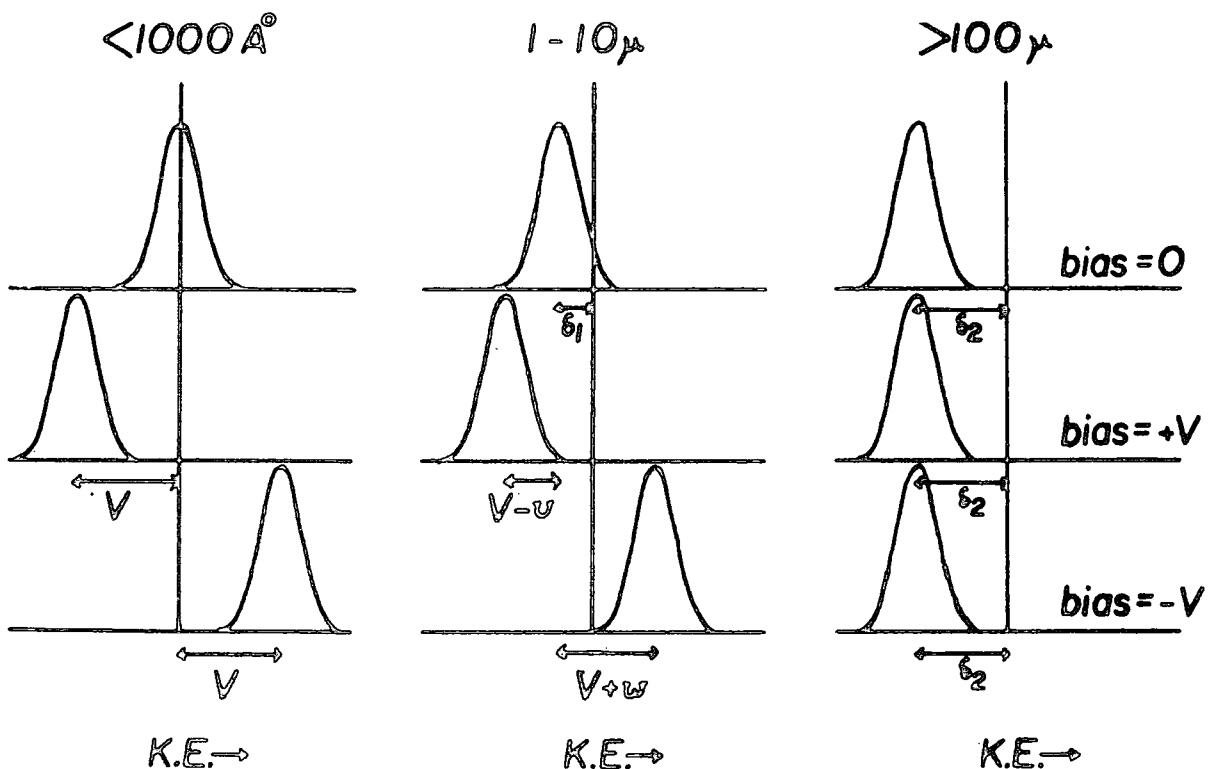 <1000 Å
1-10μ
>100μ
bias=0
δ1
δ2
bias=+V
V
V-υ
δ2
bias=-V
V
V+w
δ2
K.E.→
K.E.→
K.E.→